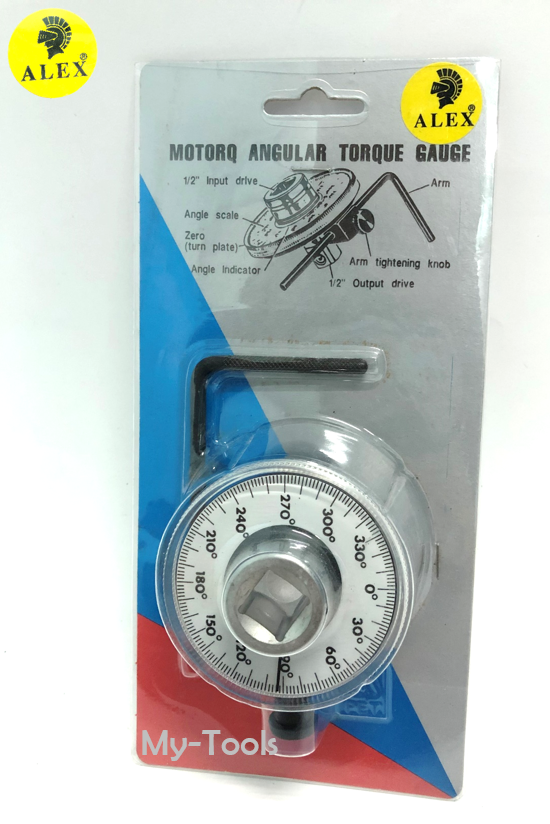 ALEX®
ALEX®
MOTORQ ANGULAR TORQUE GAUGE
1/2" Input drive
Arm
Angle scale
Zero
(turn plate)
Angle Indicator
Arm tightening knob
1/2" Output drive
270°
300°
330°
0°
30°
60°
150°
180°
210°
240°
My-Tools